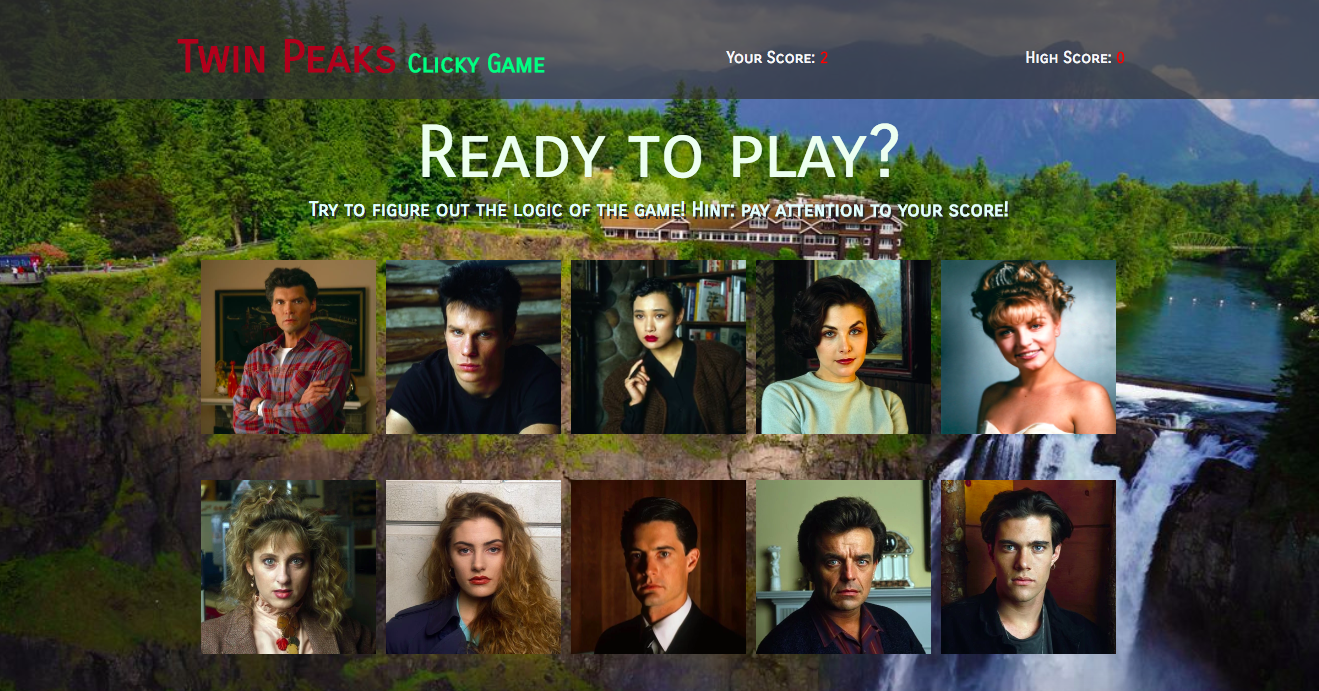 Twin Peaks Clicky Game
Your Score: 2
High Score: 0
Ready to play?
Try to figure out the logic of the game! Hint: pay attention to your score!